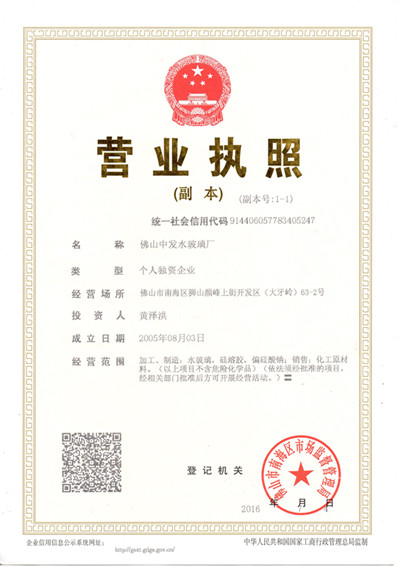 营业执照
(副 本) (副本号:1-1)
统一社会信用代码 914406057783405247
名 称 佛山中发水玻璃厂
类 型 个人独资企业
经 营 场 所 佛山市南海区狮山颜峰上街开发区（大牙岭）63-2号
投 资 人 黄泽洪
成 立 日 期 2005年08月03日
经 营 范 围 加工、制造：水玻璃，硅熔胶，偏硅酸钠；销售：化工原材
料。（以上项目不含危险化学品）（依法须经批准的项目，
经相关部门批准后方可开展经营活动。）
登 记 机 关
佛山市南海区市场监督管理局
2016 年 月
企业信用信息公示系统网址：
http://gsxt.gdgs.gov.cn/
中华人民共和国国家工商行政管理总局监制